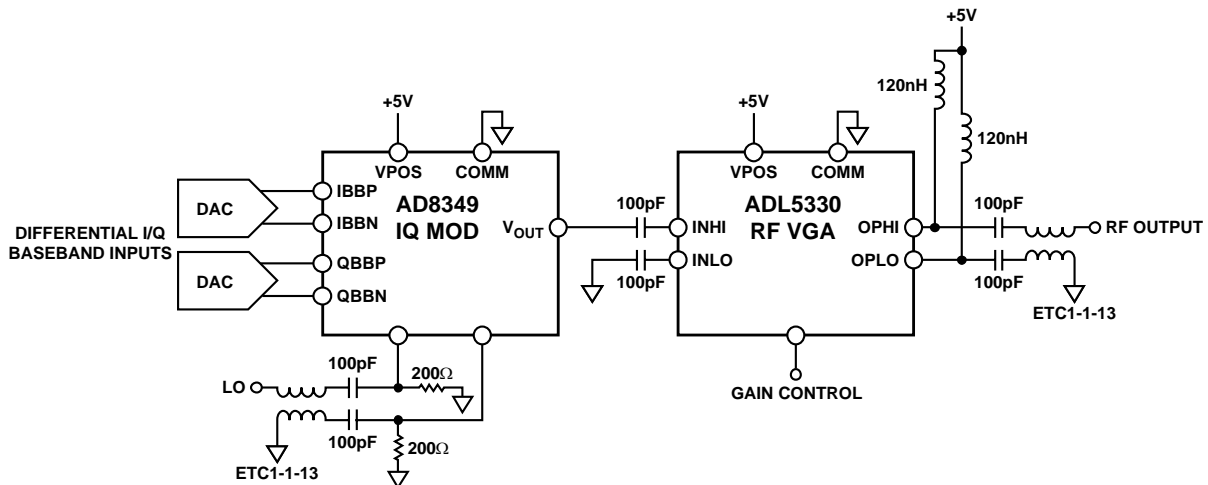 +5V
120nH
120nH
+5V
VPOS
COMM
AD8349
IQ MOD
IBBP
IBBN
QBBP
QBBN
VOUT
DAC
DAC
DIFFERENTIAL I/Q
BASEBAND INPUTS
100pF
LO
200Ω
100pF
200Ω
ETC1-1-13
+5V
VPOS
COMM
ADL5330
RF VGA
100pF
INHI
INLO
100pF
OPHI
OPLO
100pF
RF OUTPUT
100pF
ETC1-1-13
GAIN CONTROL